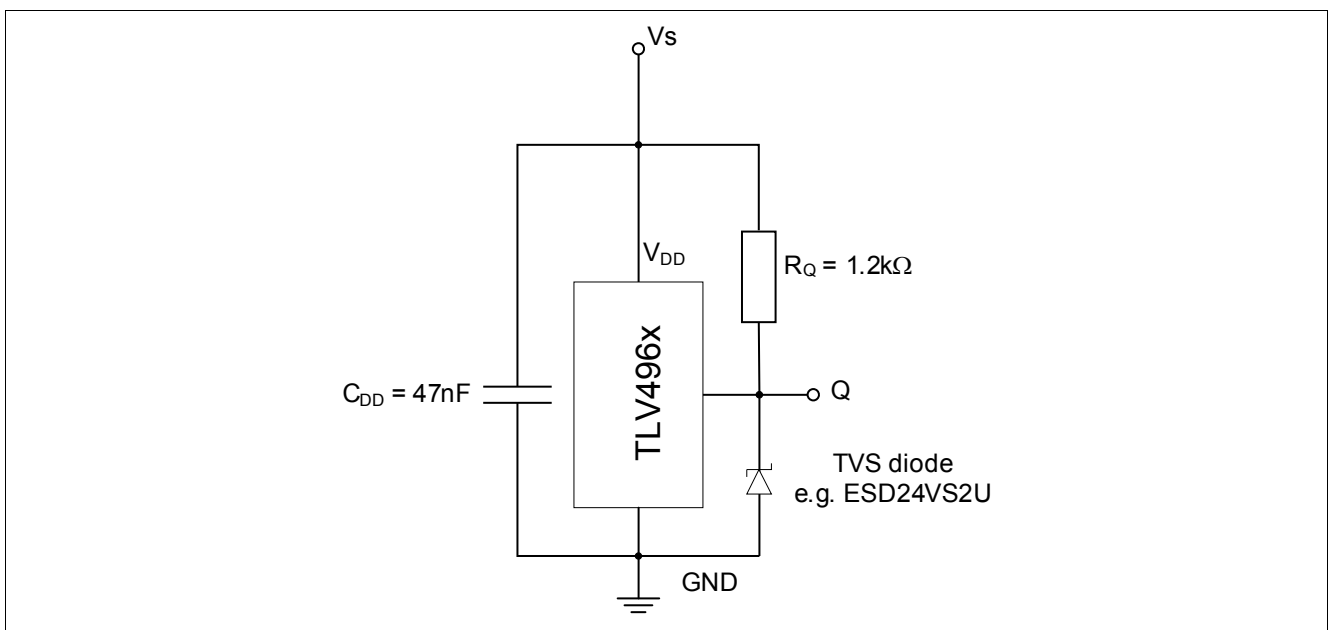 Vs
VDD
RQ = 1.2kΩ
TLV496x
CDD = 47nF
Q
TVS diode
e.g. ESD24VS2U
GND